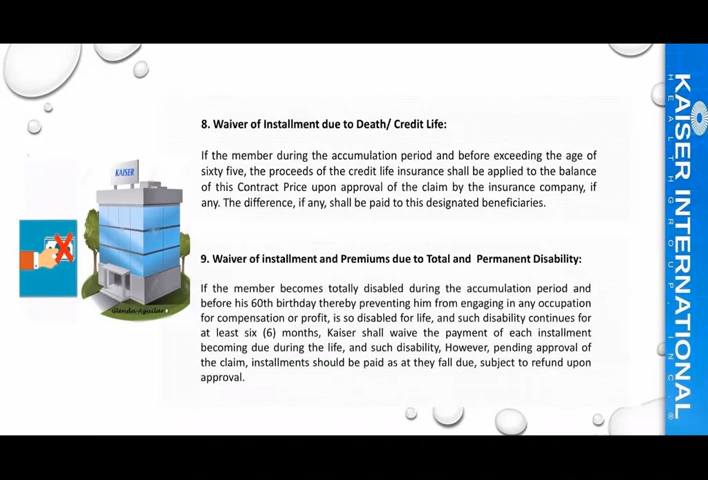 8. Waiver of Installment due to Death/ Credit Life:
If the member during the accumulation period and before exceeding the age of
sixty five, the proceeds of the credit life insurance shall be applied to the balance
of this Contract Price upon approval of the claim by the insurance company, if
any. The difference, if any, shall be paid to this designated beneficiaries.
KAISER
Glenda Aguilar
9. Waiver of installment and Premiums due to Total and Permanent Disability:
If the member becomes totally disabled during the accumulation period and
before his 60th birthday thereby preventing him from engaging in any occupation
for compensation or profit, is so disabled for life, and such disability continues for
at least six (6) months, Kaiser shall waive the payment of each installment
becoming due during the life, and such disability, However, pending approval of
the claim, installments should be paid as at they fall due, subject to refund upon
approval.
KAISER INTERNATIONAL
HEALTH GROUP, INC.®